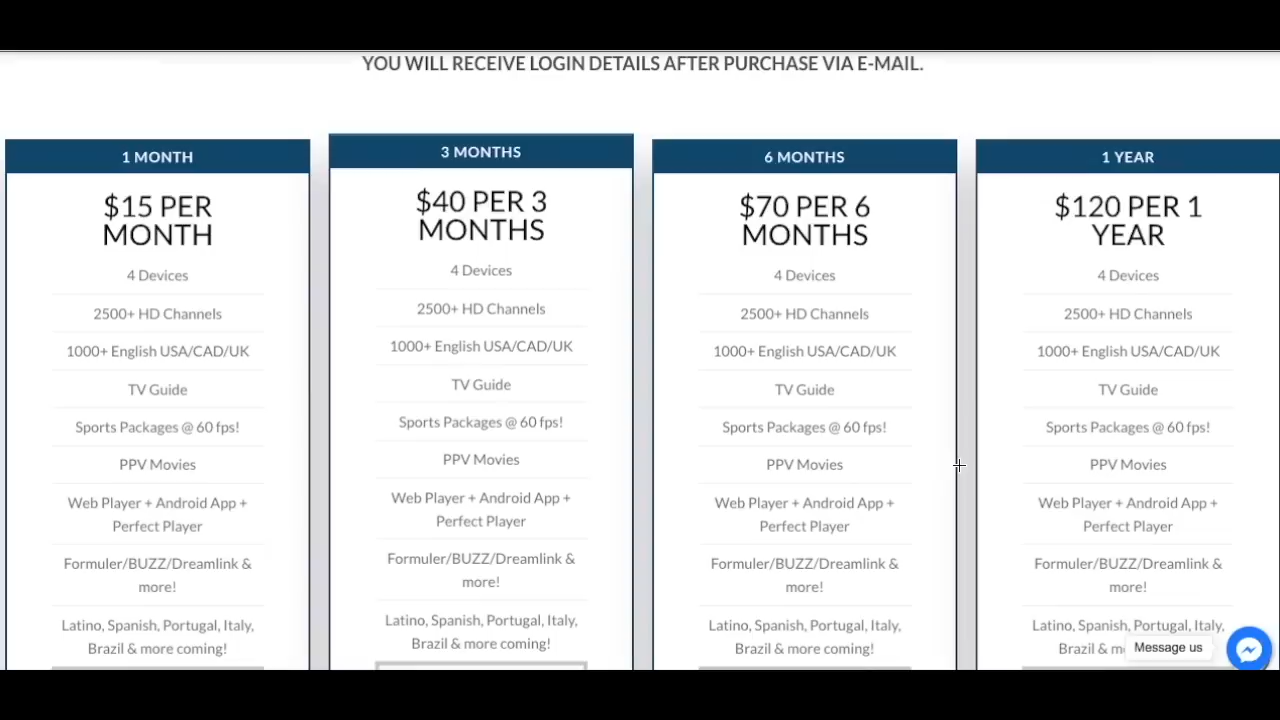 YOU WILL RECEIVE LOGIN DETAILS AFTER PURCHASE VIA E-MAIL.
1 MONTH
$15 PER
MONTH
4 Devices
2500+ HD Channels
1000+ English USA/CAD/UK
TV Guide
Sports Packages @ 60 fps!
PPV Movies
Web Player + Android App +
Perfect Player
Formuler/BUZZ/Dreamlink &
more!
Latino, Spanish, Portugal, Italy,
Brazil & more coming!
3 MONTHS
$40 PER 3
MONTHS
4 Devices
2500+ HD Channels
1000+ English USA/CAD/UK
TV Guide
Sports Packages @ 60 fps!
PPV Movies
Web Player + Android App +
Perfect Player
Formuler/BUZZ/Dreamlink &
more!
Latino, Spanish, Portugal, Italy,
Brazil & more coming!
6 MONTHS
$70 PER 6
MONTHS
4 Devices
2500+ HD Channels
1000+ English USA/CAD/UK
TV Guide
Sports Packages @ 60 fps!
PPV Movies
Web Player + Android App +
Perfect Player
Formuler/BUZZ/Dreamlink &
more!
Latino, Spanish, Portugal, Italy,
Brazil & more coming!
1 YEAR
$120 PER 1
YEAR
4 Devices
2500+ HD Channels
1000+ English USA/CAD/UK
TV Guide
Sports Packages @ 60 fps!
PPV Movies
Web Player + Android App +
Perfect Player
Formuler/BUZZ/Dreamlink &
more!
Latino, Spanish, Portugal, Italy,
Brazil &
Message us